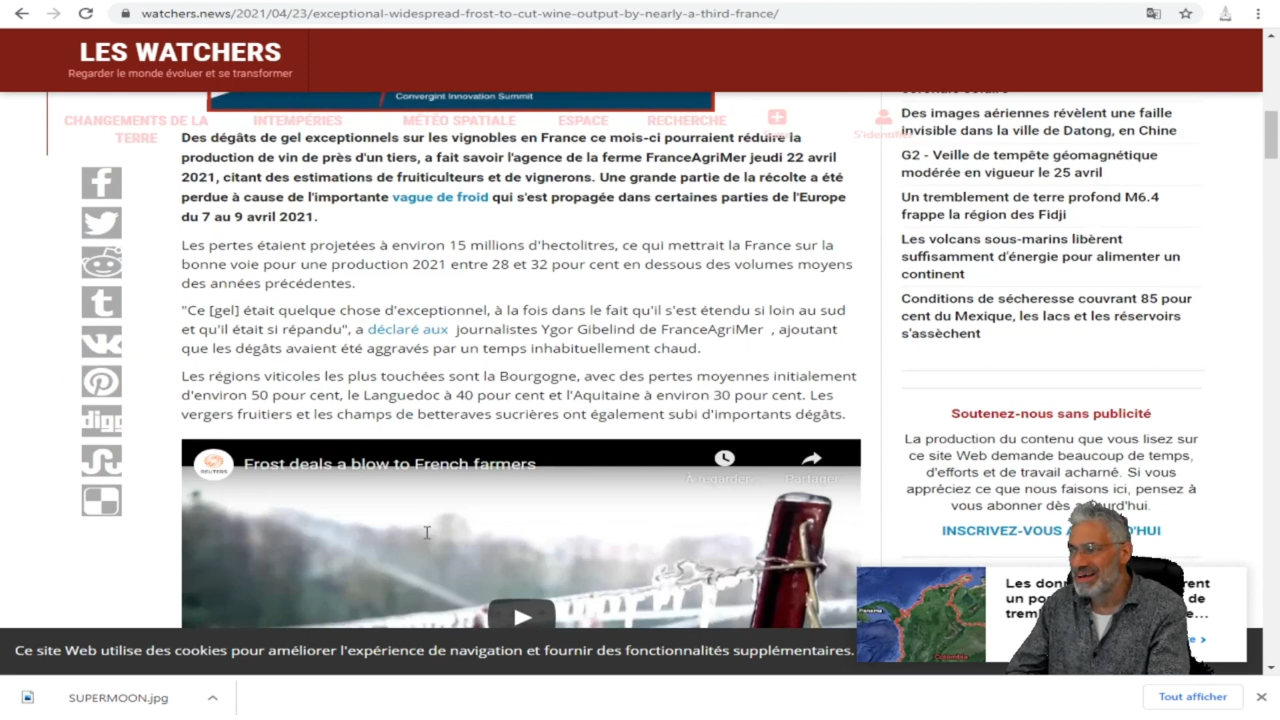 watchers.news/2021/04/23/exceptional-widespread-frost-to-cut-wine-output-by-nearly-a-third-france/
LES WATCHERS
Regarder le monde évoluer et se transformer
Convergint Innovation Summit
CHANGEMENTS DE LA TERRE
INTEMPÉRIES
MÉTÉO SPATIALE
ESPACE
RECHERCHE
Des dégâts de gel exceptionnels sur les vignobles en France ce mois-ci pourraient réduire la
production de vin de près d'un tiers, a fait savoir l'agence de la ferme FranceAgriMer jeudi 22 avril
2021, citant des estimations de fruiticulteurs et de vignerons. Une grande partie de la récolte a été
perdue à cause de l'importante vague de froid qui s'est propagée dans certaines parties de l'Europe
du 7 au 9 avril 2021.
Les pertes étaient projetées à environ 15 millions d'hectolitres, ce qui mettrait la France sur la
bonne voie pour une production 2021 entre 28 et 32 pour cent en dessous des volumes moyens
des années précédentes.
"Ce [gel] était quelque chose d'exceptionnel, à la fois dans le fait qu'il s'est étendu si loin au sud
et qu'il était si répandu", a déclaré aux journalistes Ygor Gibelind de FranceAgriMer , ajoutant
que les dégâts avaient été aggravés par un temps inhabituellement chaud.
Les régions viticoles les plus touchées sont la Bourgogne, avec des pertes moyennes initialement
d'environ 50 pour cent, le Languedoc à 40 pour cent et l'Aquitaine à environ 30 pour cent. Les
vergers fruitiers et les champs de betteraves sucrières ont également subi d'importants dégâts.
REUTERS
Frost deals a blow to French farmers
À regarder...
Partager
Des images aériennes révèlent une faille
invisible dans la ville de Datong, en Chine
G2 - Veille de tempête géomagnétique
modérée en vigueur le 25 avril
Un tremblement de terre profond M6.4
frappe la région des Fidji
Les volcans sous-marins libèrent
suffisamment d'énergie pour alimenter un
continent
Conditions de sécheresse couvrant 85 pour
cent du Mexique, les lacs et les réservoirs
s'assèchent
Soutenez-nous sans publicité
La production du contenu que vous lisez sur
ce site Web demande beaucoup de temps,
d'efforts et de travail acharné. Si vous
appréciez ce que nous faisons ici, pensez à
vous abonner dès
INSCRIVEZ-VOUS
Panama
Colombia
Les
un
Ce site Web utilise des cookies pour améliorer l'expérience de navigation et fournir des fonctionnalités supplémentaires.
SUPERMOON.jpg
Tout afficher